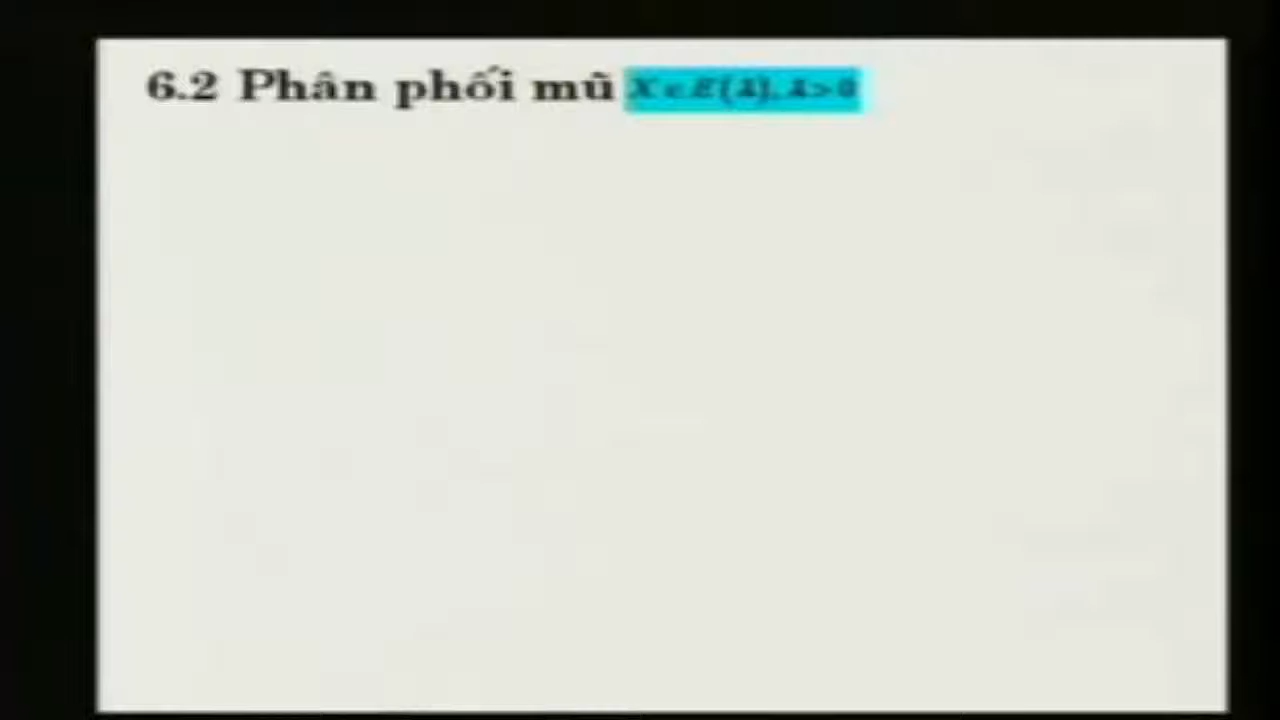 6.2 Phân phối mũ X ∈ E(λ), λ > 0